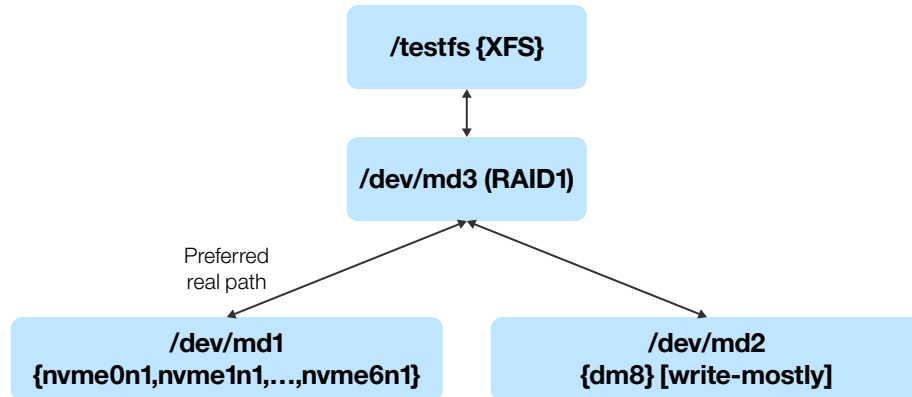 /testfs {XFS}
/dev/md3 (RAID1)
Preferred
real path
/dev/md1
{nvme0n1,nvme1n1,...,nvme6n1}
/dev/md2
{dm8} [write-mostly]